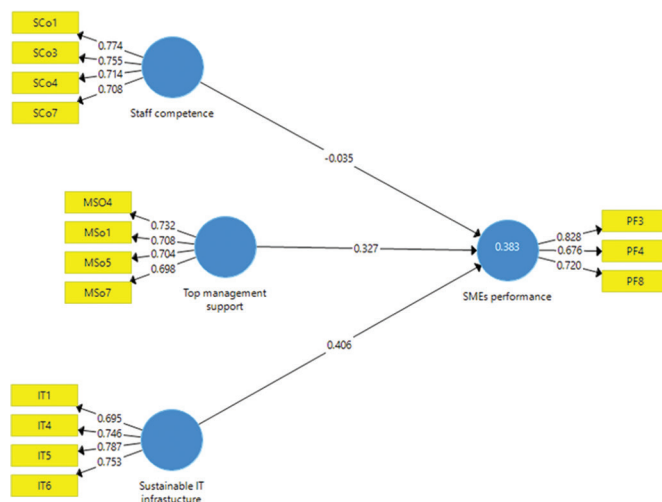 SCo1
0.774
SCo3
0.755
SCo4
0.714
SCo7
0.708
Staff competence
-0.035
MSO4
0.732
MSo1
0.708
MSo5
0.704
MSo7
0.698
Top management
support
0.327
0.383
SMEs performance
0.828
PF3
0.676
PF4
0.720
PF8
0.406
IT1
0.695
IT4
0.746
IT5
0.787
IT6
0.753
Sustainable IT
infrastucture